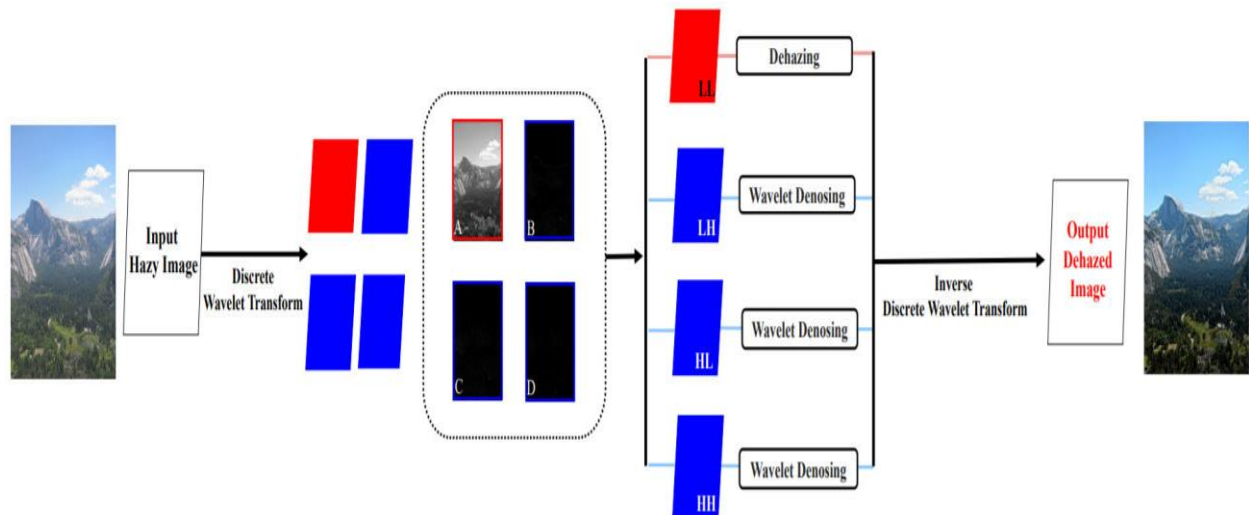 Input
Hazy Image
Discrete
Wavelet Transform
A
B
C
D
LL
Dehazing
LH
Wavelet Denosing
HL
Wavelet Denosing
HH
Wavelet Denosing
Inverse
Discrete Wavelet Transform
Output
Dehazed
Image